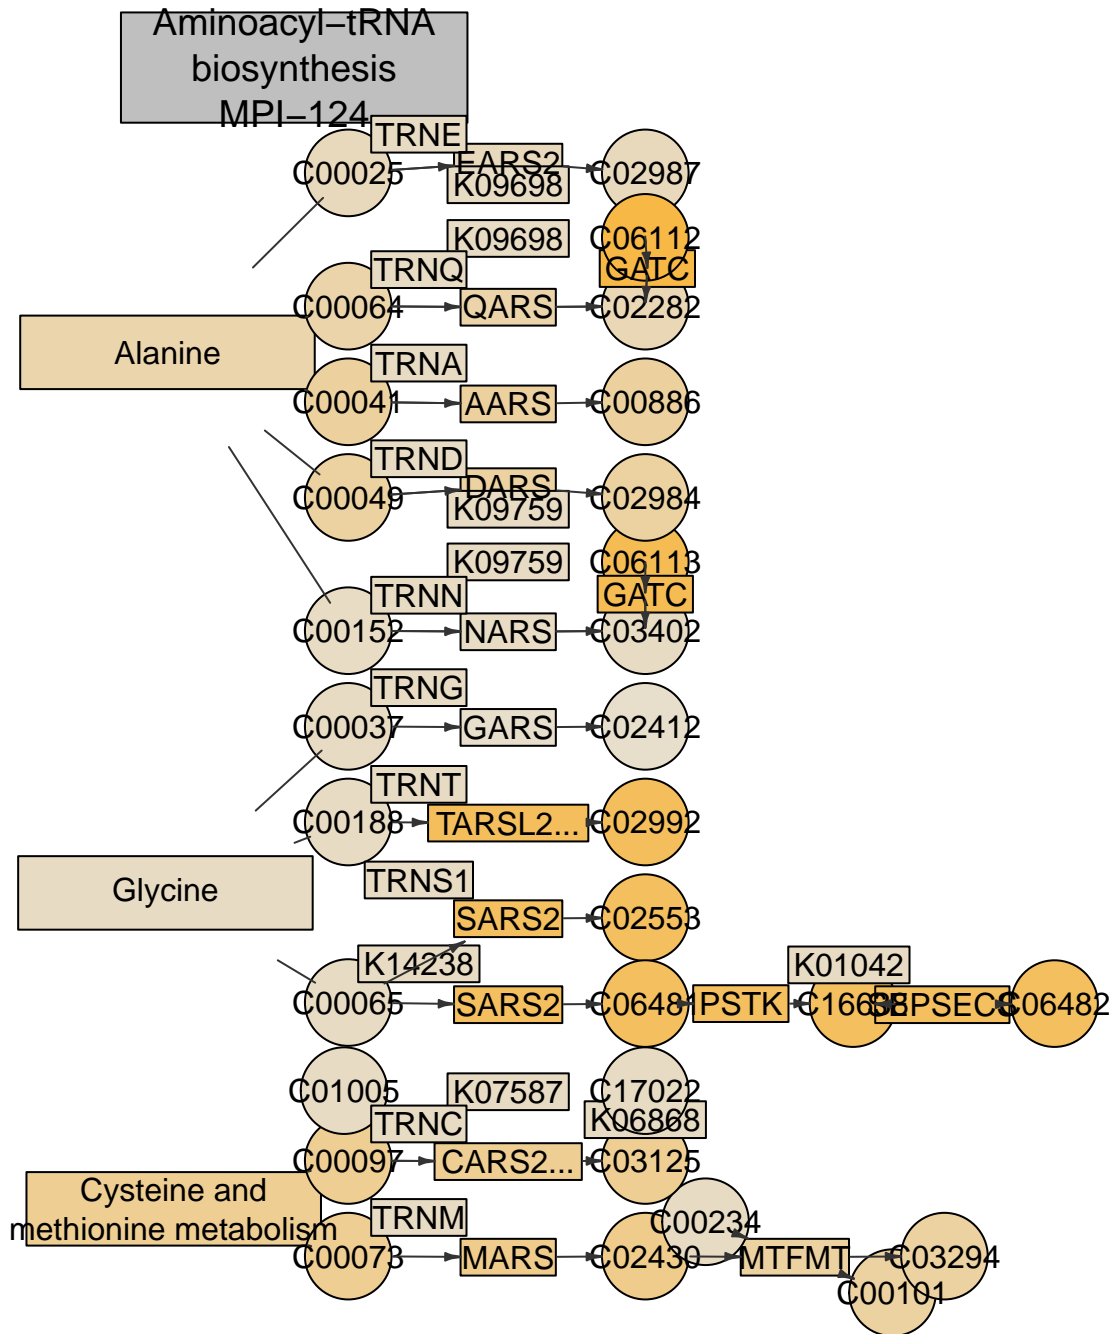 Aminoacyl−tRNA
biosynthesis
MPI−124
TRNE
C00025
EARS2
K09698
C02987
K09698
C06112
TRNQ
GATC
C00064
QARS
C02282
Alanine
TRNA
C00041
AARS
C00886
TRND
C00049
DARS
K09759
C02984
K09759
C06113
TRNN
GATC
C00152
NARS
C03402
TRNG
C00037
GARS
C02412
TRNT
C00188
TARSL2...
C02992
TRNS1
Glycine
SARS2
C02553
K14238
K01042
C00065
SARS2
C06481
PSTK
SEPSECS
C06482
C01005
K07587
C17022
TRNC
K06868
C00097
CARS2...
C03125
Cysteine and
methionine metabolism
TRNM
C00234
C00073
MARS
C02430
MTFMT
C03294
C00101